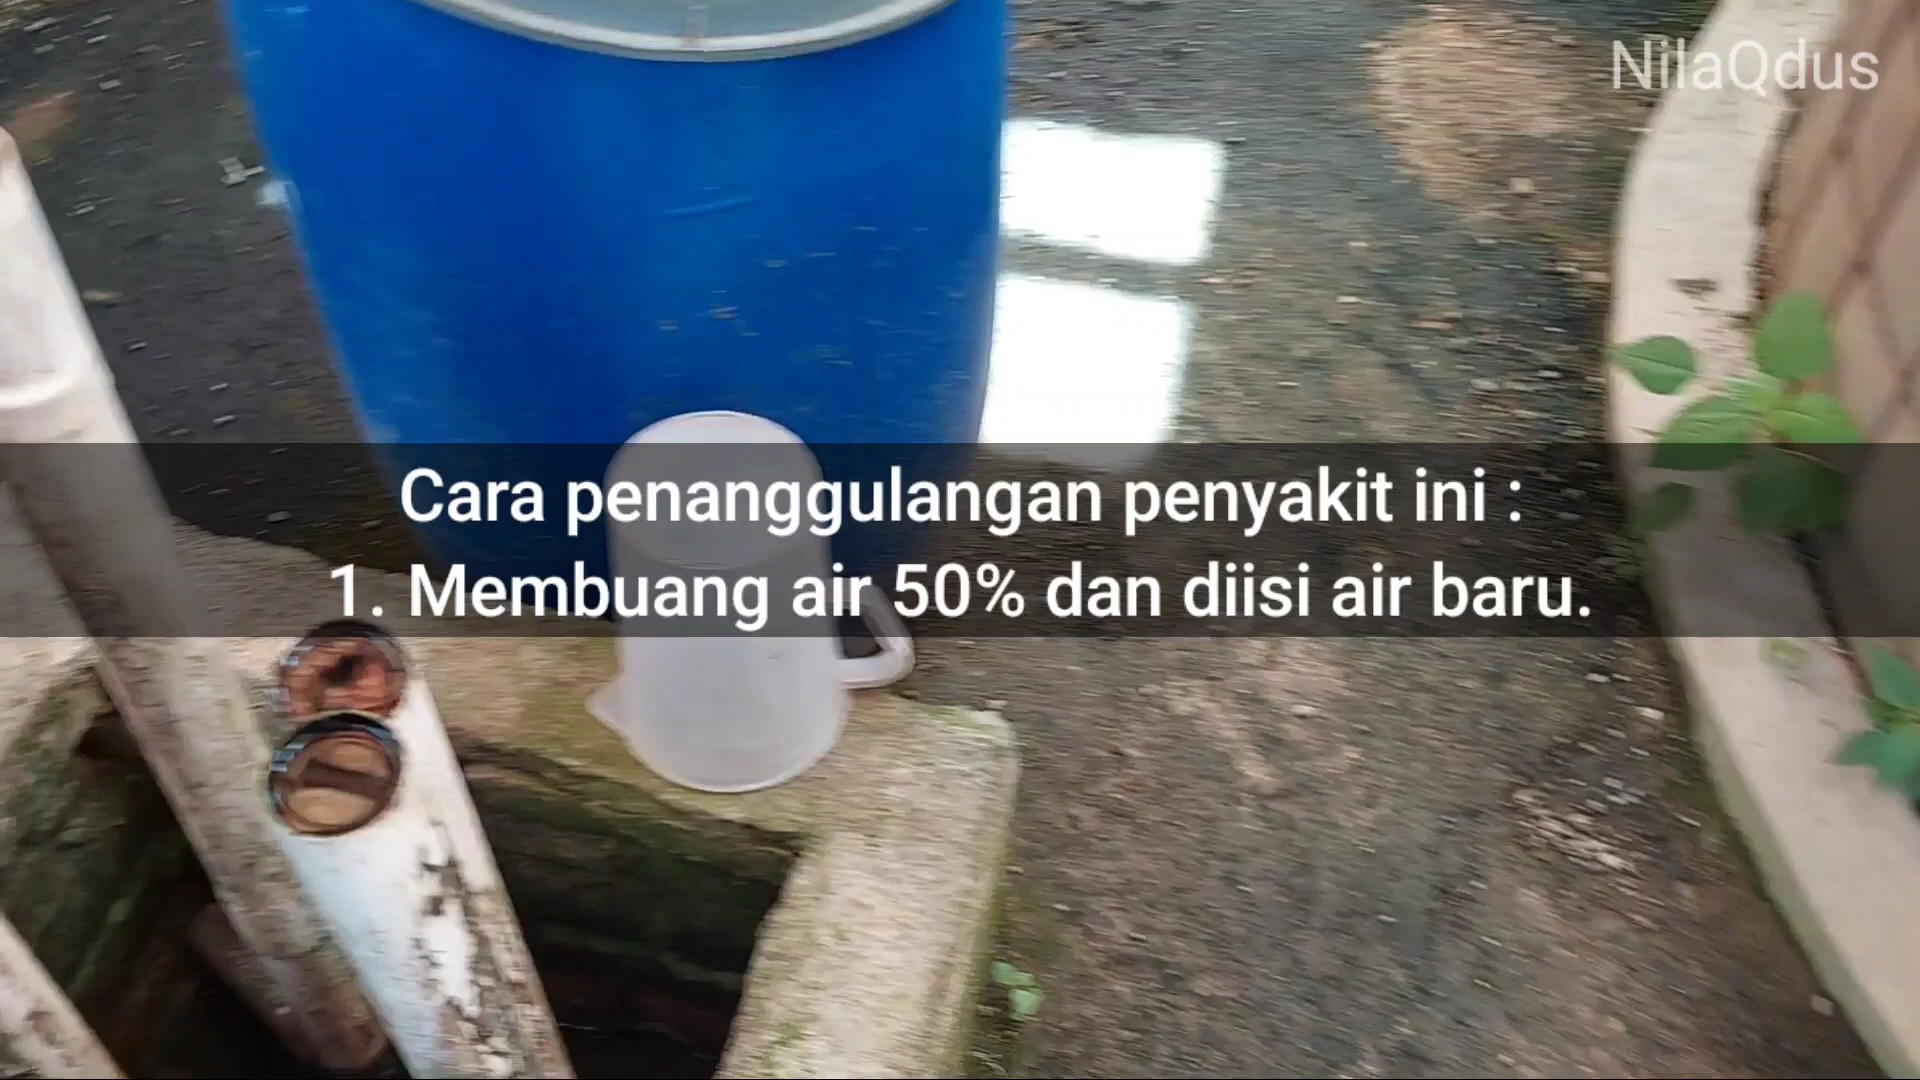 NilaQdus
Cara penanggulangan penyakit ini :
1. Membuang air 50% dan diisi air baru.